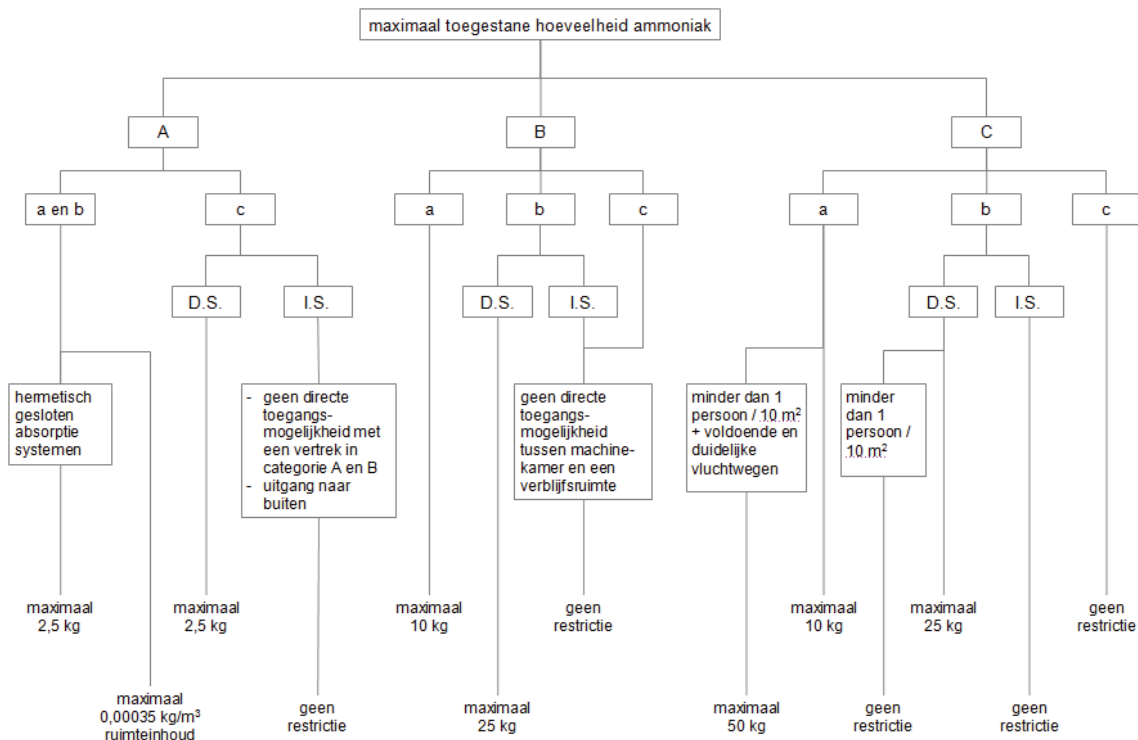 maximaal toegestane hoeveelheid ammoniak
A
B
C
a en b
c
a
b
c
a
b
c
D.S.
I.S.
D.S.
I.S.
D.S.
I.S.
hermetisch
gesloten
absorptie
systemen
- geen directe
toegangs-
mogelijkheid met
een vertrek in
categorie A en B
- uitgang naar
buiten
geen directe
toegangs-
mogelijkheid
tussen machine-
kamer en een
verblijfsruimte
minder dan 1
persoon / 10 m²
+ voldoende en
duidelijke
vluchtwegen
minder
dan 1
persoon /
10 m²
maximaal
2,5 kg
maximaal
2,5 kg
maximaal
10 kg
geen
restrictie
maximaal
10 kg
maximaal
25 kg
geen
restrictie
maximaal
0,00035 kg/m³
ruimteinhoud
geen
restrictie
maximaal
25 kg
maximaal
50 kg
geen
restrictie
geen
restrictie